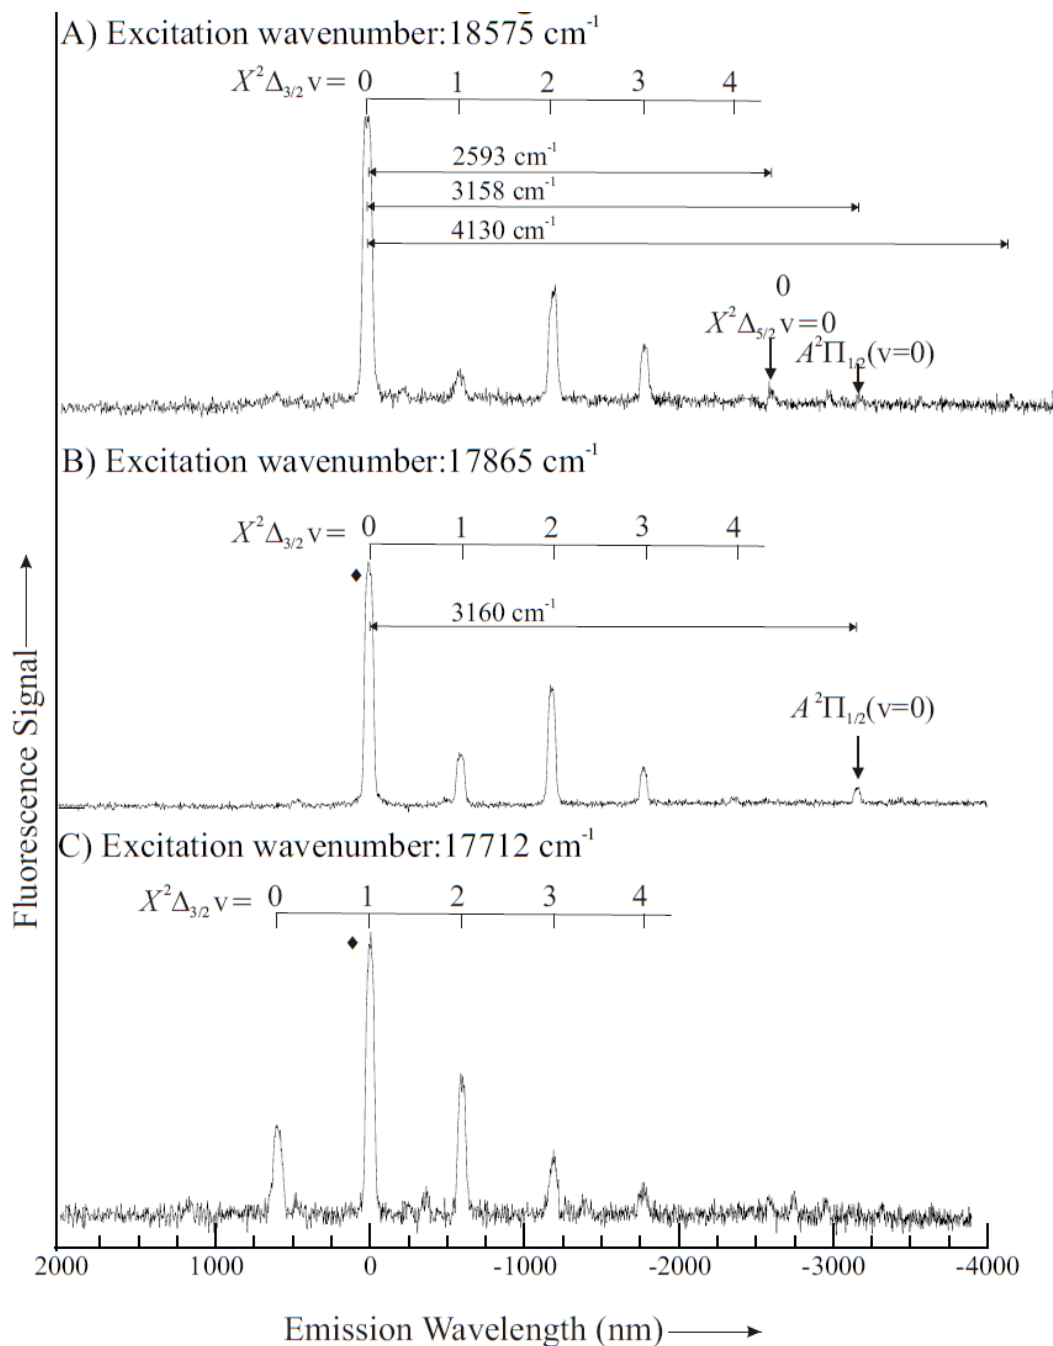 A) Excitation wavenumber:18575 cm⁻¹
X²Δ₃/₂ v= 0 1 2 3 4
2593 cm⁻¹
3158 cm⁻¹
4130 cm⁻¹
0
X²Δ₅/₂ v=0
A²Π₁/₂(v=0)
B) Excitation wavenumber:17865 cm⁻¹
X²Δ₃/₂ v= 0 1 2 3 4
3160 cm⁻¹
A²Π₁/₂(v=0)
C) Excitation wavenumber:17712 cm⁻¹
X²Δ₃/₂ v= 0 1 2 3 4
Fluorescence Signal
2000 1000 0 -1000 -2000 -3000 -4000
Emission Wavelength (nm)